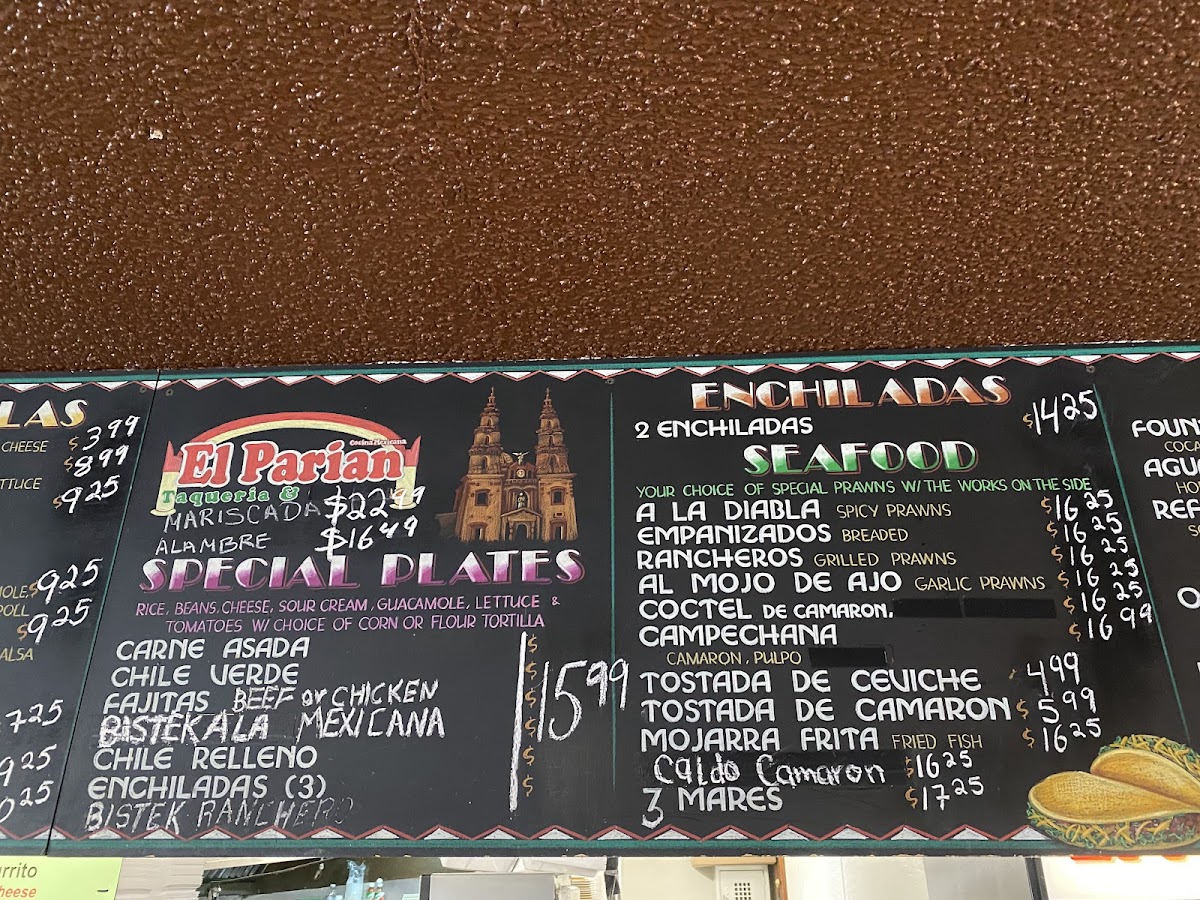 LAS
CHEESE $3.99
$8.99
ETTUCE
$9.25
$9.25
$9.25
ALSA
7.25
9.25
0.25
Cocina Mexicana
El Parian
Taqueria &
MARISCADA $22.99
ALAMBRE $16.49
SPECIAL PLATES
RICE, BEANS, CHEESE, SOUR CREAM, GUACAMOLE, LETTUCE &
TOMATOES W/ CHOICE OF CORN OR FLOUR TORTILLA
CARNE ASADA $
CHILE VERDE $
FAJITAS BEEF or CHICKEN $
BISTEK ALA MEXICANA $ 15.99
CHILE RELLENO $
ENCHILADAS (3) $
BISTEK RANCHERO
ENCHILADAS
2 ENCHILADAS $14.25
SEAFOOD
YOUR CHOICE OF SPECIAL PRAWNS W/ THE WORKS ON THE SIDE
A LA DIABLA SPICY PRAWNS $16.25
EMPANIZADOS BREADED $16.25
RANCHEROS GRILLED PRAWNS $16.25
AL MOJO DE AJO GARLIC PRAWNS $16.25
COCTEL DE CAMARON, $16.25
CAMPECHANA $16.99
CAMARON, PULPO
TOSTADA DE CEVICHE 4.99
TOSTADA DE CAMARON $5.99
MOJARRA FRITA FRIED FISH $16.25
Caldo Camaron $16.25
3 MARES $17.25
FOUN
COCA
AGU
HO
REF
O
urrito
heese